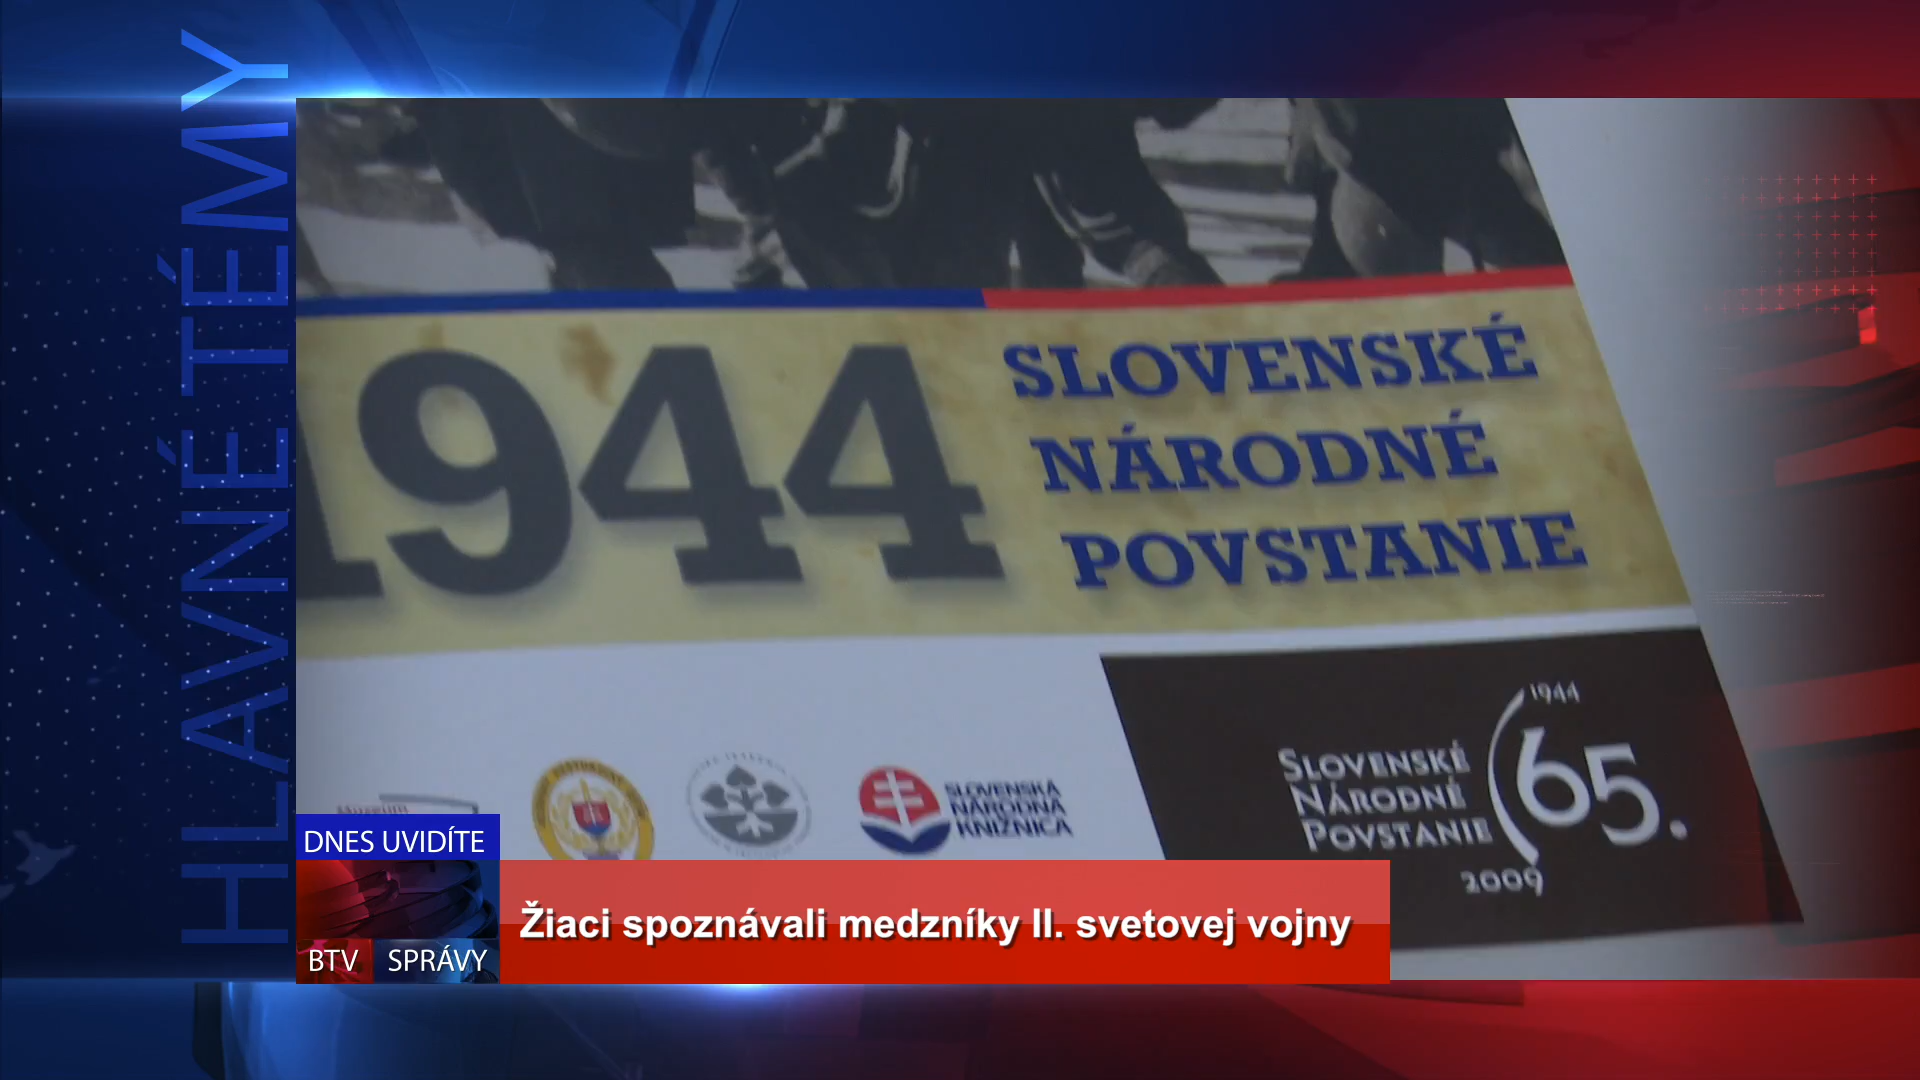 HLAVNÉ TÉMY
1944
SLOVENSKÉ
NÁRODNÉ
POVSTANIE
SLOVENSKÁ
NÁRODNÁ
KNIŽNICA
1944
SLOVENSKÉ
NÁRODNÉ
POVSTANIE
65.
2009
DNES UVIDÍTE
BTV SPRÁVY
Žiaci spoznávali medzníky II. svetovej vojny